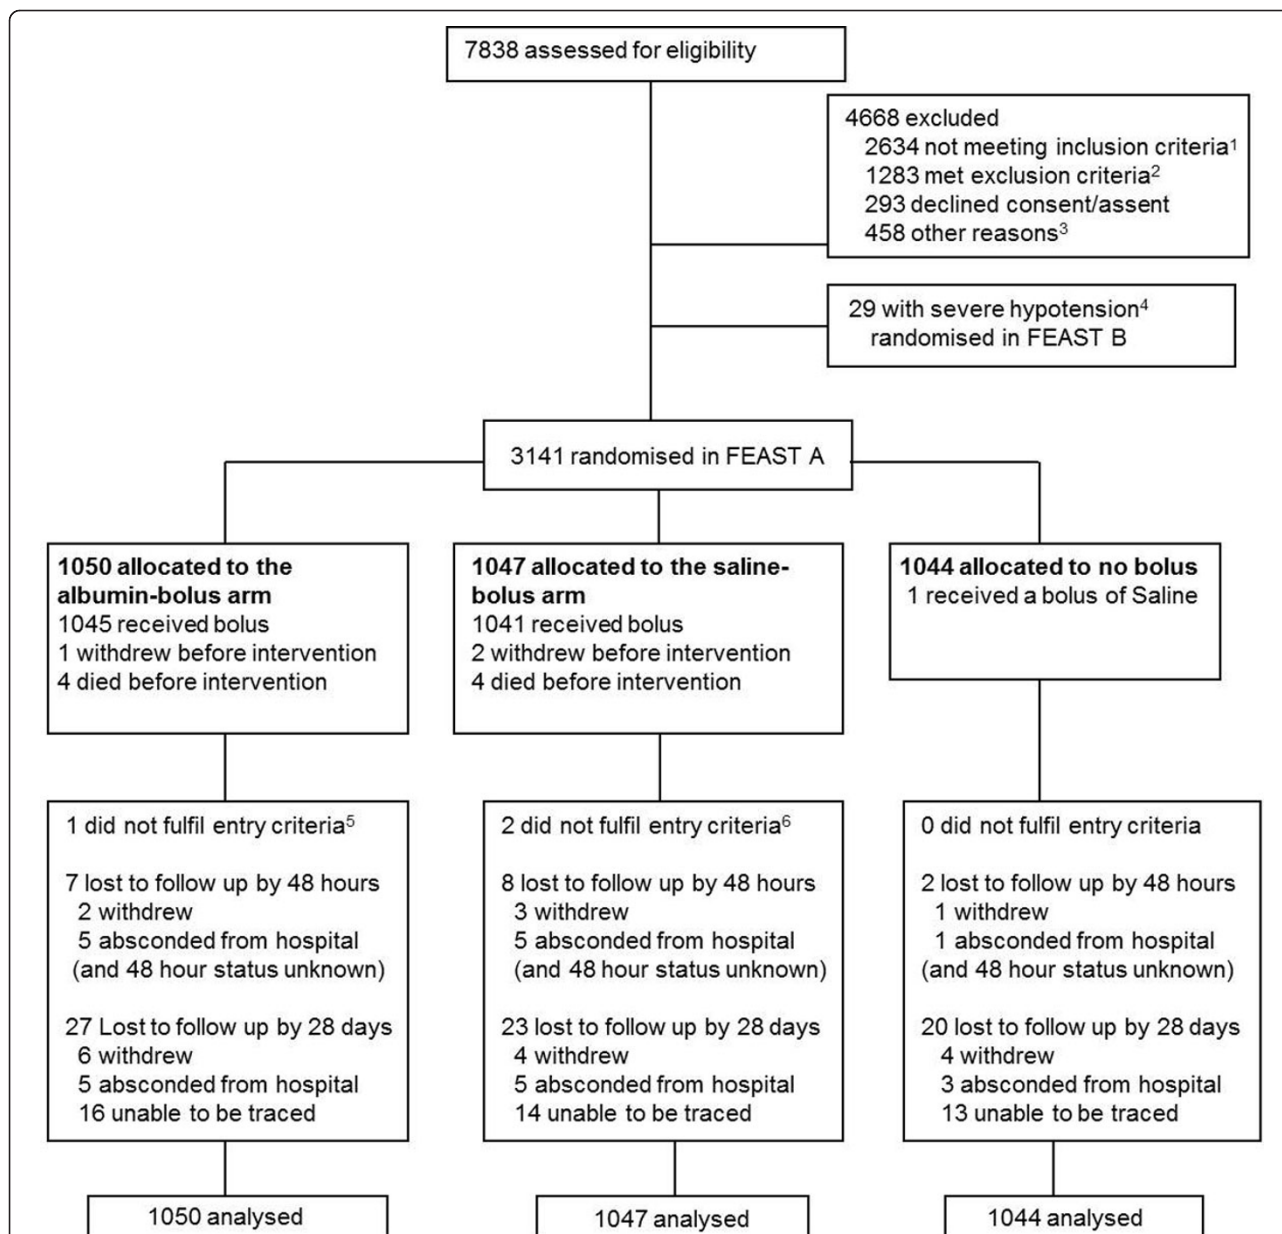 7838 assessed for eligibility
4668 excluded
2634 not meeting inclusion criteria¹
1283 met exclusion criteria²
293 declined consent/assent
458 other reasons³
29 with severe hypotension⁴
randomised in FEAST B
3141 randomised in FEAST A
1050 allocated to the
albumin-bolus arm
1045 received bolus
1 withdrew before intervention
4 died before intervention
1047 allocated to the saline-
bolus arm
1041 received bolus
2 withdrew before intervention
4 died before intervention
1044 allocated to no bolus
1 received a bolus of Saline
1 did not fulfil entry criteria⁵
7 lost to follow up by 48 hours
2 withdrew
5 absconded from hospital
(and 48 hour status unknown)
27 Lost to follow up by 28 days
6 withdrew
5 absconded from hospital
16 unable to be traced
2 did not fulfil entry criteria⁶
8 lost to follow up by 48 hours
3 withdrew
5 absconded from hospital
(and 48 hour status unknown)
23 lost to follow up by 28 days
4 withdrew
5 absconded from hospital
14 unable to be traced
0 did not fulfil entry criteria
2 lost to follow up by 48 hours
1 withdrew
1 absconded from hospital
(and 48 hour status unknown)
20 lost to follow up by 28 days
4 withdrew
3 absconded from hospital
13 unable to be traced
1050 analysed
1047 analysed
1044 analysed